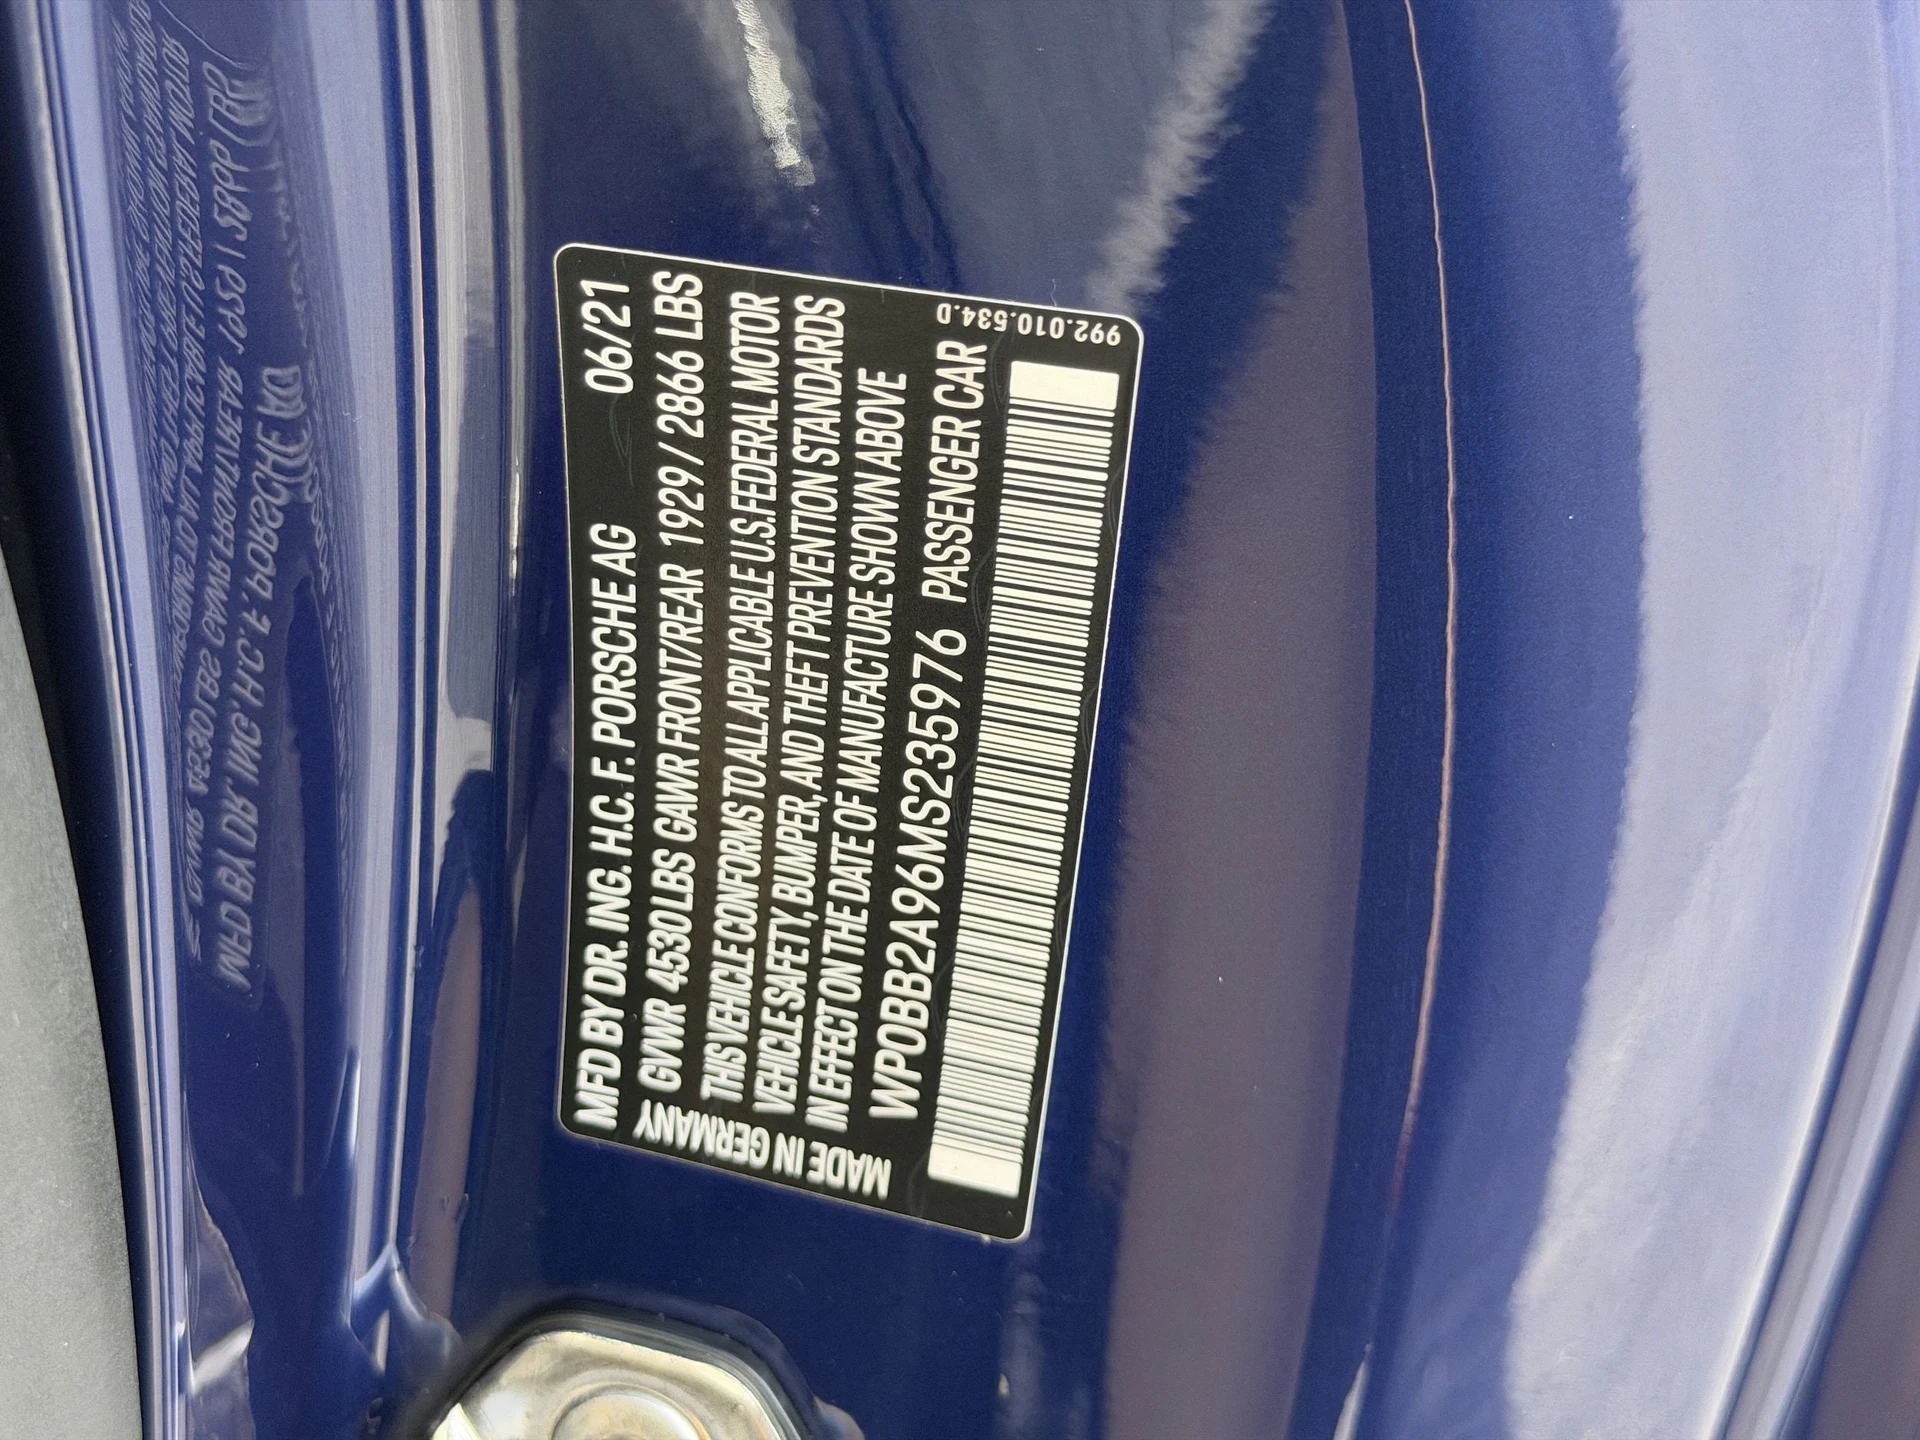 MFD BY DR. ING. H.C. F. PORSCHE AG 06/21
GVWR 4530 LBS GAWR FRONT/REAR 1929 / 2866 LBS
THIS VEHICLE CONFORMS TO ALL APPLICABLE U.S. FEDERAL MOTOR
VEHICLE SAFETY, BUMPER, AND THEFT PREVENTION STANDARDS
IN EFFECT ON THE DATE OF MANUFACTURE SHOWN ABOVE
WP0BB2A96MS235976 PASSENGER CAR
MADE IN GERMANY
992.010.534.D